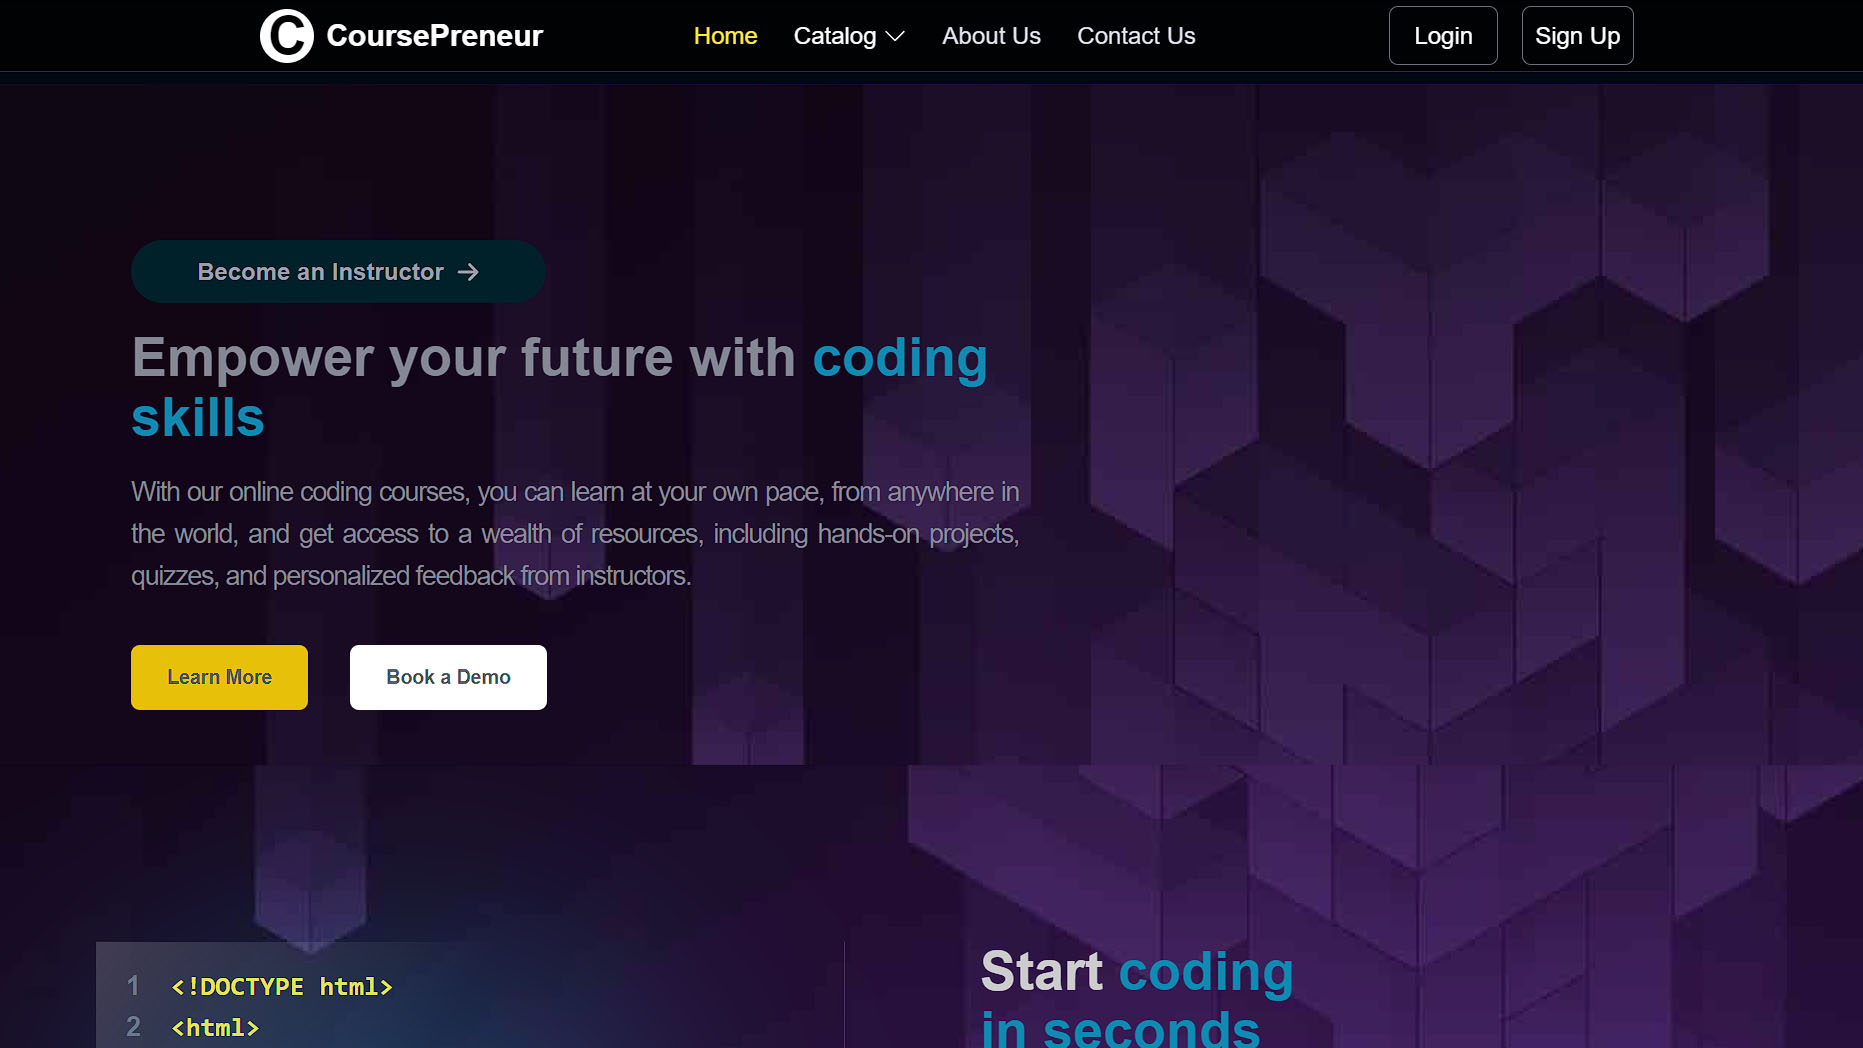 CoursePreneur
Home Catalog About Us Contact Us Login Sign Up
Become an Instructor →
Empower your future with coding
skills
With our online coding courses, you can learn at your own pace, from anywhere in
the world, and get access to a wealth of resources, including hands-on projects,
quizzes, and personalized feedback from instructors.
Learn More Book a Demo
1 <!DOCTYPE html>
2 <html>
Start coding
in seconds